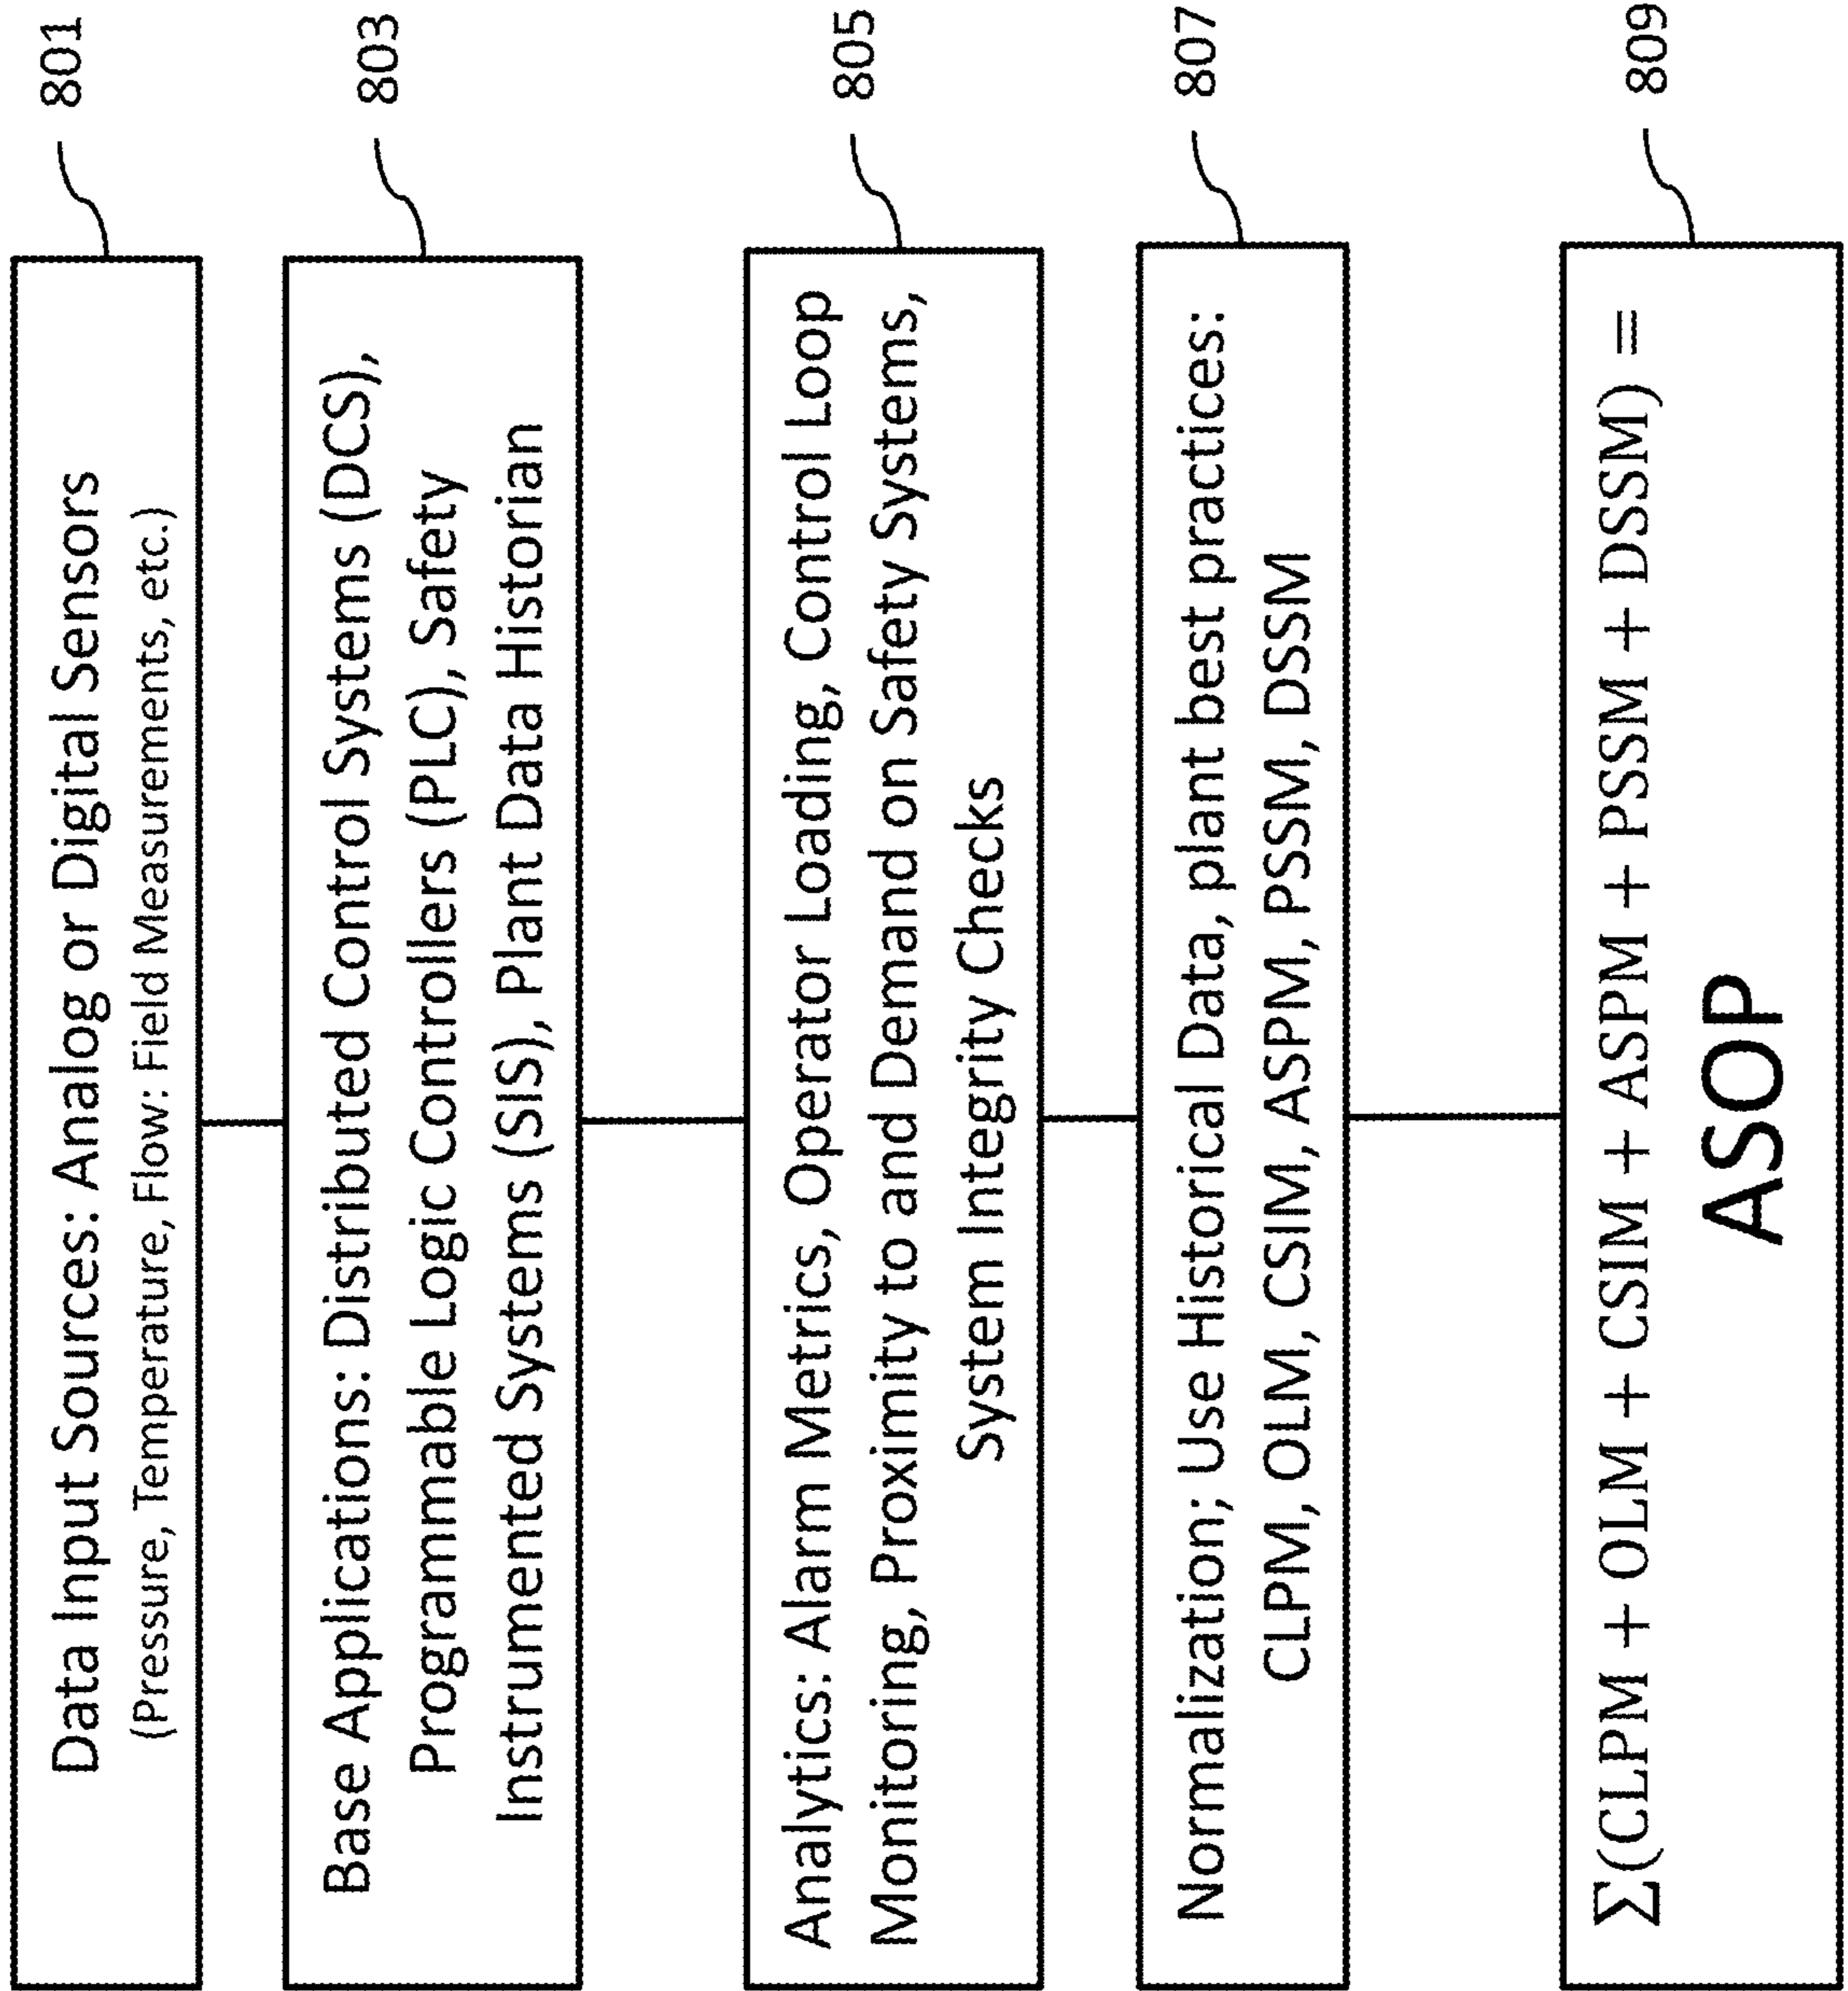 Data Input Sources: Analog or Digital Sensors
(Pressure, Temperature, Flow: Field Measurements, etc.)
801
Base Applications: Distributed Control Systems (DCS),
Programmable Logic Controllers (PLC), Safety
Instrumented Systems (SIS), Plant Data Historian
803
Analytics: Alarm Metrics, Operator Loading, Control Loop
Monitoring, Proximity to and Demand on Safety Systems,
System Integrity Checks
805
Normalization; Use Historical Data, plant best practices:
CLPM, OLM, CSIM, ASPM, PSSM, DSSM
807
Σ(CLPM + OLM + CSIM + ASPM + PSSM + DSSM) =
ASOP
809